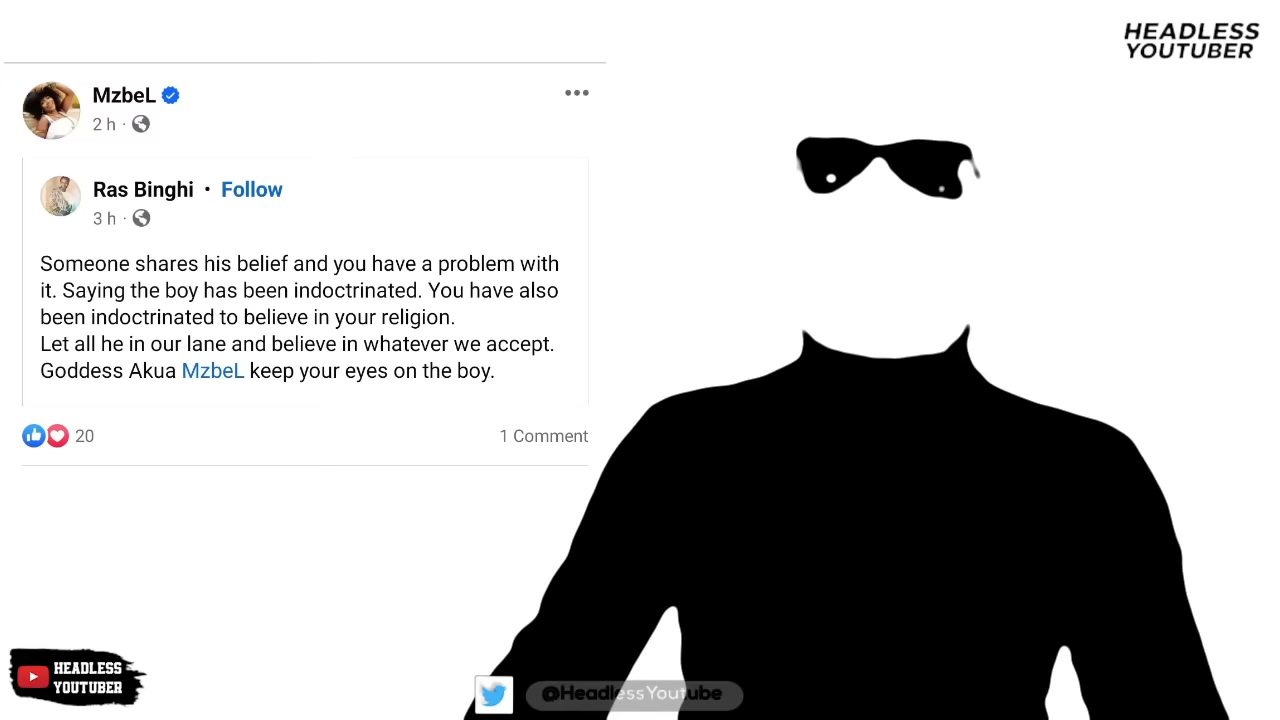 HEADLESS
YOUTUBER
MzbeL
2 h ·
Ras Binghi • Follow
3 h ·
Someone shares his belief and you have a problem with
it. Saying the boy has been indoctrinated. You have also
been indoctrinated to believe in your religion.
Let all he in our lane and believe in whatever we accept.
Goddess Akua MzbeL keep your eyes on the boy.
20
1 Comment
HEADLESS
YOUTUBER
@HeadlessYoutube